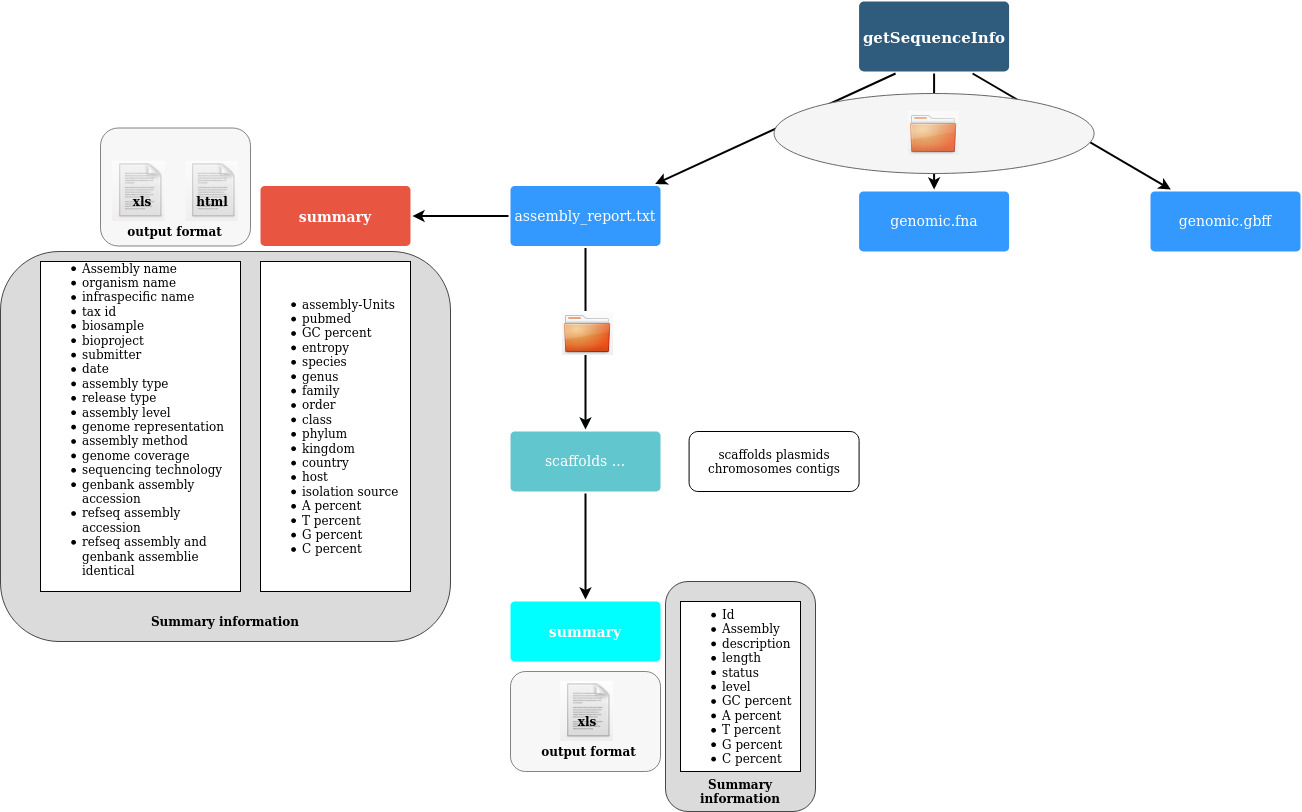 getSequenceInfo
xls
html
output format
summary
assembly_report.txt
genomic.fna
genomic.gbff
Assembly name
organism name
infraspecific name
tax id
biosample
bioproject
submitter
date
assembly type
release type
assembly level
genome representation
assembly method
genome coverage
sequencing technology
genbank assembly
accession
refseq assembly
accession
refseq assembly and
genbank assemblie
identical
assembly-Units
pubmed
GC percent
entropy
species
genus
family
order
class
phylum
kingdom
country
host
isolation source
A percent
T percent
G percent
C percent
Summary information
scaffolds ...
scaffolds plasmids
chromosomes contigs
summary
xls
output format
Id
Assembly
description
length
status
level
GC percent
A percent
T percent
G percent
C percent
Summary
information